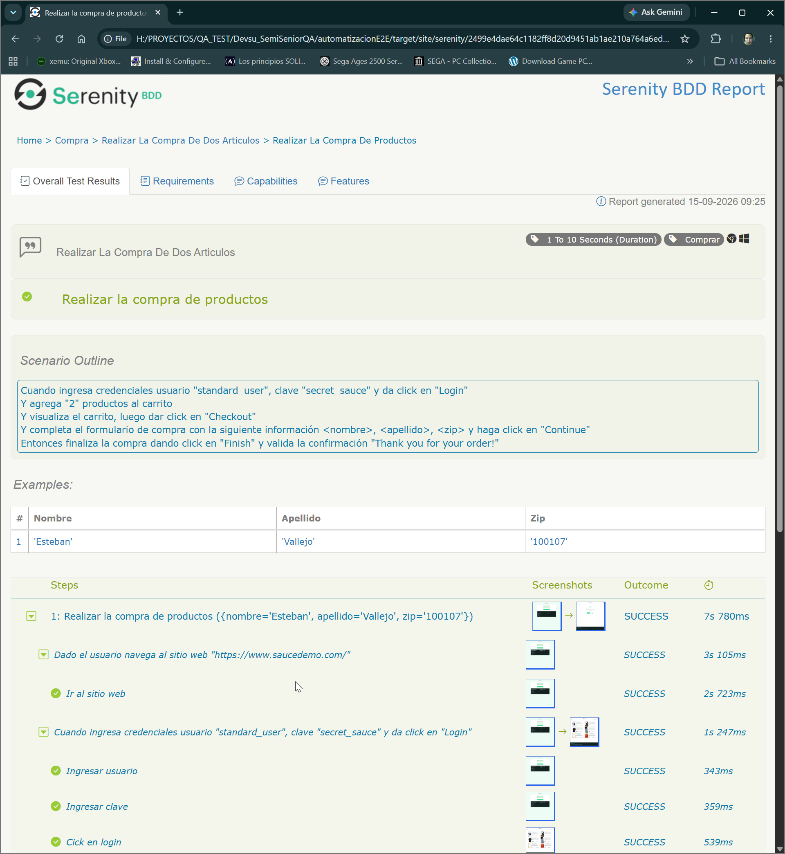 Realizar la compra de producto
Ask Gemini
File
H:/PROYECTOS/QA_TEST/Devsu_SemiSeniorQA/automatizacionE2E/target/site/serenity/2499e4dae64c1182ff8d20d9451ab1ae210a764a6ed...
xemu: Original Xbox...
Install & Configure...
Los principios SOLI...
Sega Ages 2500 Ser...
SEGA - PC Collectio...
Download Game PC...
»
All Bookmarks
Serenity BDD
Serenity BDD Report
Home > Compra > Realizar La Compra De Dos Articulos > Realizar La Compra De Productos
Overall Test Results
Requirements
Capabilities
Features
Report generated 15-09-2026 09:25
Realizar La Compra De Dos Articulos
1 To 10 Seconds (Duration)
Comprar
Realizar la compra de productos
Scenario Outline
Cuando ingresa credenciales usuario "standard_user", clave "secret_sauce" y da click en "Login"
Y agrega "2" productos al carrito
Y visualiza el carrito, luego dar click en "Checkout"
Y completa el formulario de compra con la siguiente información <nombre>, <apellido>, <zip> y haga click en "Continue"
Entonces finaliza la compra dando click en "Finish" y valida la confirmación "Thank you for your order!"
Examples:
# Nombre Apellido Zip
1 'Esteban' 'Vallejo' '100107'
Steps Screenshots Outcome
1: Realizar la compra de productos ({nombre='Esteban', apellido='Vallejo', zip='100107'}) → SUCCESS 7s 780ms
Dado el usuario navega al sitio web "https://www.saucedemo.com/" SUCCESS 3s 105ms
Ir al sitio web SUCCESS 2s 723ms
Cuando ingresa credenciales usuario "standard_user", clave "secret_sauce" y da click en "Login" → SUCCESS 1s 247ms
Ingresar usuario SUCCESS 343ms
Ingresar clave SUCCESS 359ms
Click en login SUCCESS 539ms